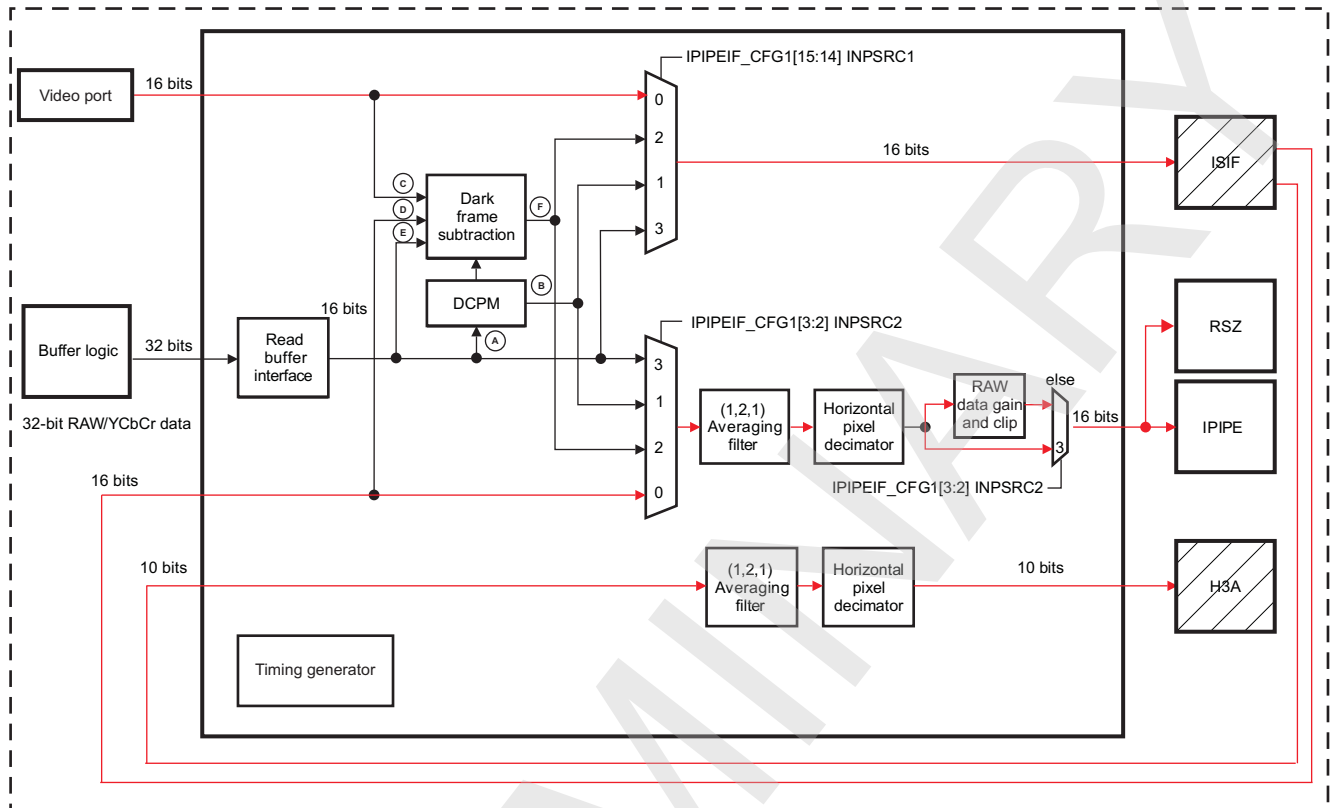 IPIPEIF_CFG1[15:14] INPSRC1
Video port
16 bits
0
2
1
3
16 bits
ISIF
C
D
E
Dark
frame
subtraction
F
DCPM
B
A
Buffer logic
32 bits
32-bit RAW/YCbCr data
Read
buffer
interface
16 bits
IPIPEIF_CFG1[3:2] INPSRC2
3
1
2
0
(1,2,1)
Averaging
filter
Horizontal
pixel
decimator
RAW
data gain
and clip
else
3
16 bits
IPIPEIF_CFG1[3:2] INPSRC2
RSZ
IPIPE
16 bits
10 bits
(1,2,1)
Averaging
filter
Horizontal
pixel
decimator
10 bits
H3A
Timing generator
MINARY